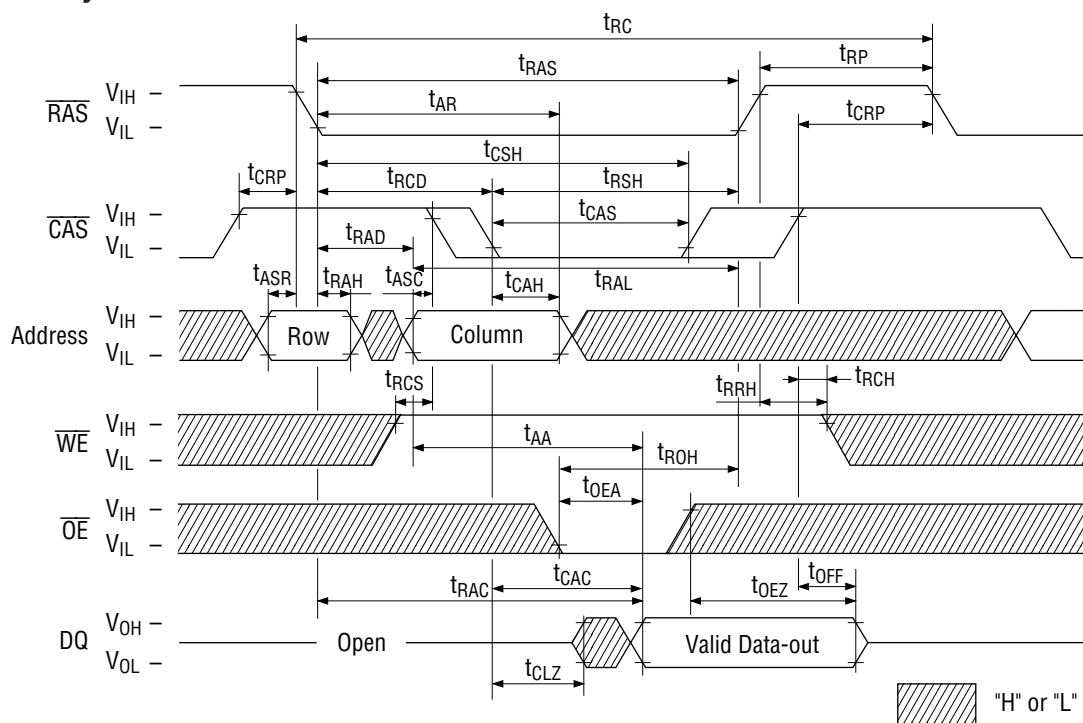 tRC
tRP
tRAS
tAR
tCRP
RAS
VIH –
VIL –
tCSH
tCRP
tRCD
tRSH
CAS
VIH –
VIL –
tCAS
tRAD
tRAL
tASR
tRAH
tASC
tCAH
Address
VIH –
VIL –
Row
Column
tRCS
tRRH
tRCH
WE
VIH –
VIL –
tAA
tROH
tOEA
OE
VIH –
VIL –
tCAC
tOFF
tRAC
tOEZ
DQ
VOH –
VOL –
Open
Valid Data-out
tCLZ
"H" or "L"